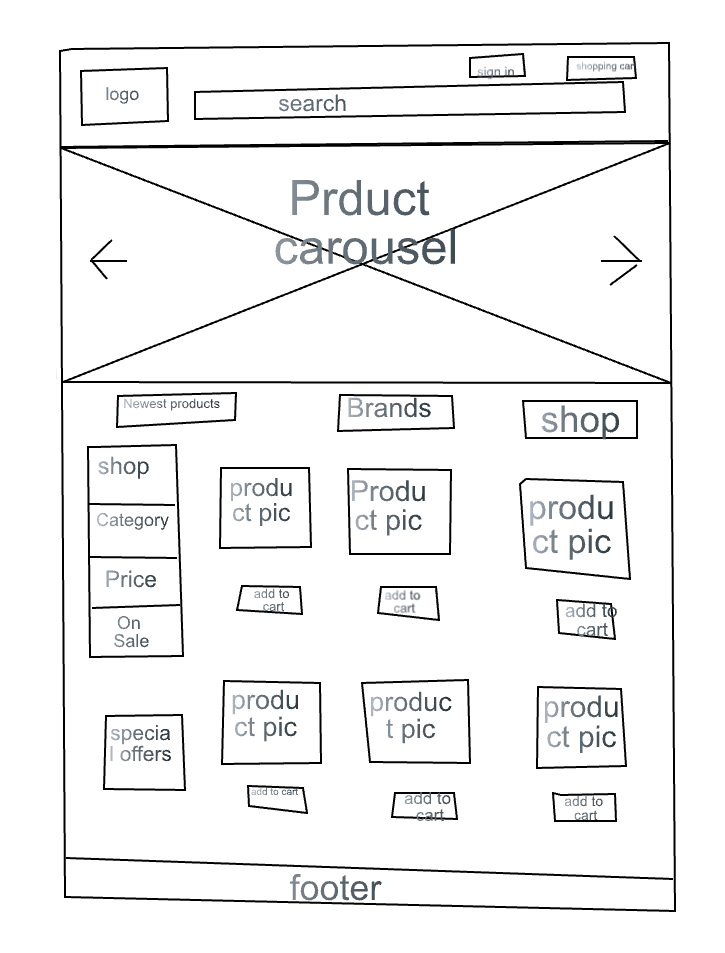 sign in
shopping car
logo
search
Prduct
carousel
Newest products
Brands
shop
shop
Category
Price
On
Sale
produ
ct pic
Produ
ct pic
produ
ct pic
add to
cart
add to
cart
add to
cart
specia
l offers
produ
ct pic
produc
t pic
produ
ct pic
add to cart
add to
cart
add to
cart
footer